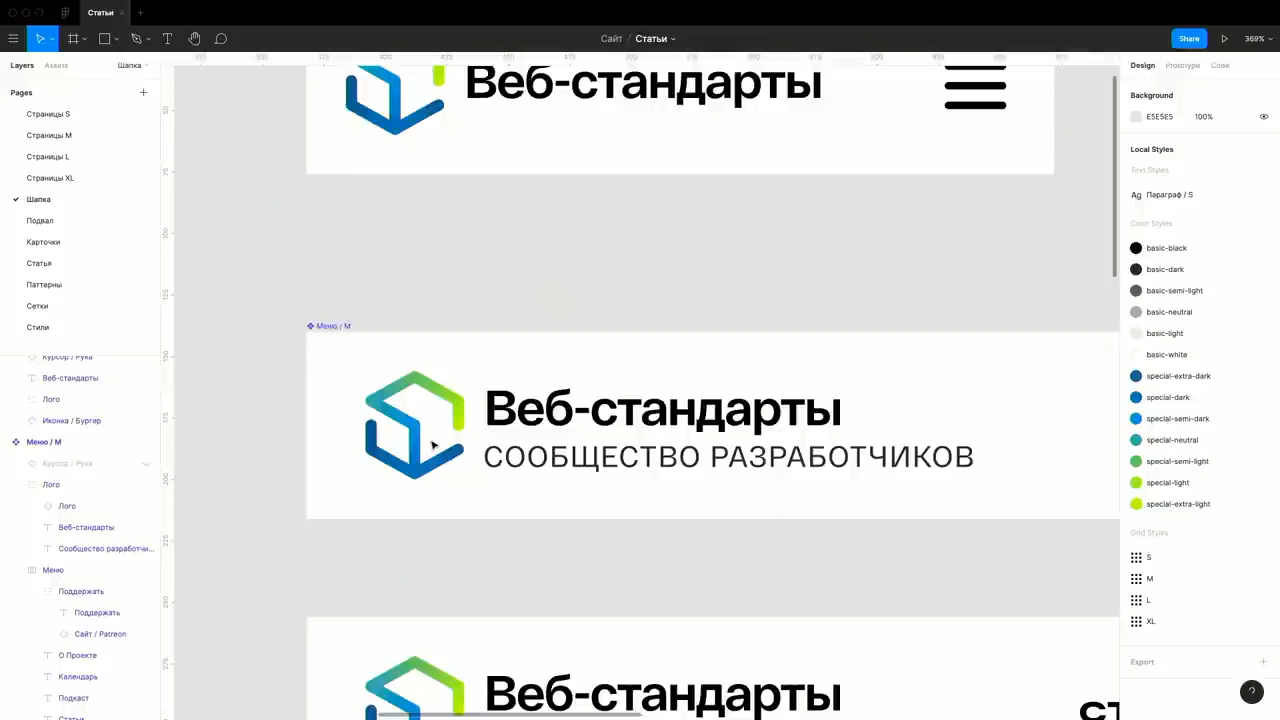 Статьи
Сайт / Статьи
Share
369%
Layers
Assets
Шапка
Pages
Страницы S
Страницы M
Страницы L
Страницы XL
Шапка
Подвал
Карточки
Статья
Паттерны
Сетки
Стили
Курсор / Рука
Веб-стандарты
Лого
Иконка / Бургер
Меню / M
Курсор / Рука
Лого
Лого
Веб-стандарты
Сообщество разработчи...
Меню
Поддержать
Поддержать
Сайт / Patreon
О Проекте
Календарь
Подкаст
Статьи
Веб-стандарты
Меню / M
Веб-стандарты
СООБЩЕСТВО РАЗРАБОТЧИКОВ
Веб-стандарты
Design
Prototype
Code
Background
E5E5E5
100%
Local Styles
Text Styles
Ag Параграф / S
Color Styles
basic-black
basic-dark
basic-semi-light
basic-neutral
basic-light
basic-white
special-extra-dark
special-dark
special-semi-dark
special-neutral
special-semi-light
special-light
special-extra-light
Grid Styles
S
M
L
XL
Export
?